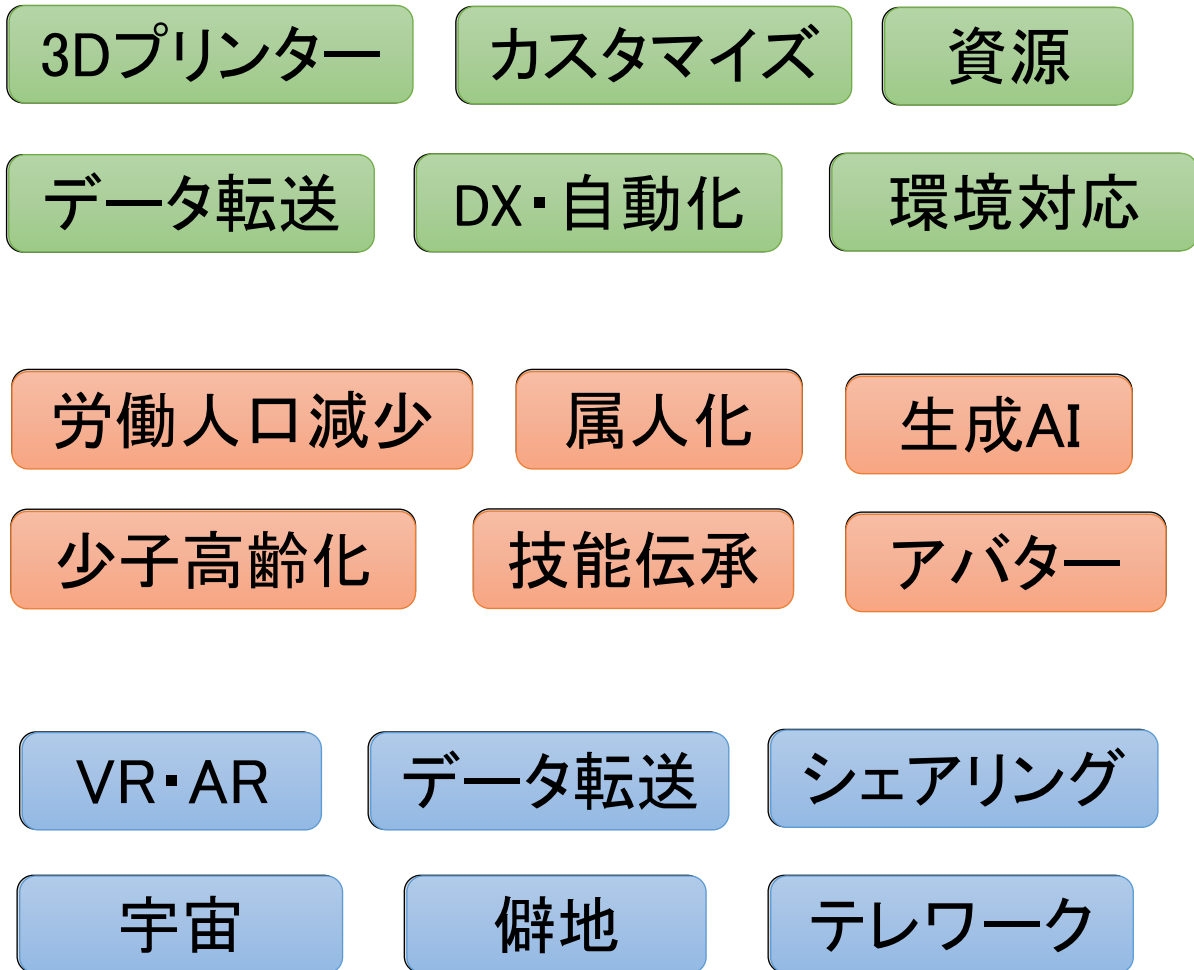 3Dプリンター カスタマイズ 資源
データ転送 DX・自動化 環境対応
労働人口減少 属人化 生成AI
少子高齢化 技能伝承 アバター
VR・AR データ転送 シェアリング
宇宙 僻地 テレワーク